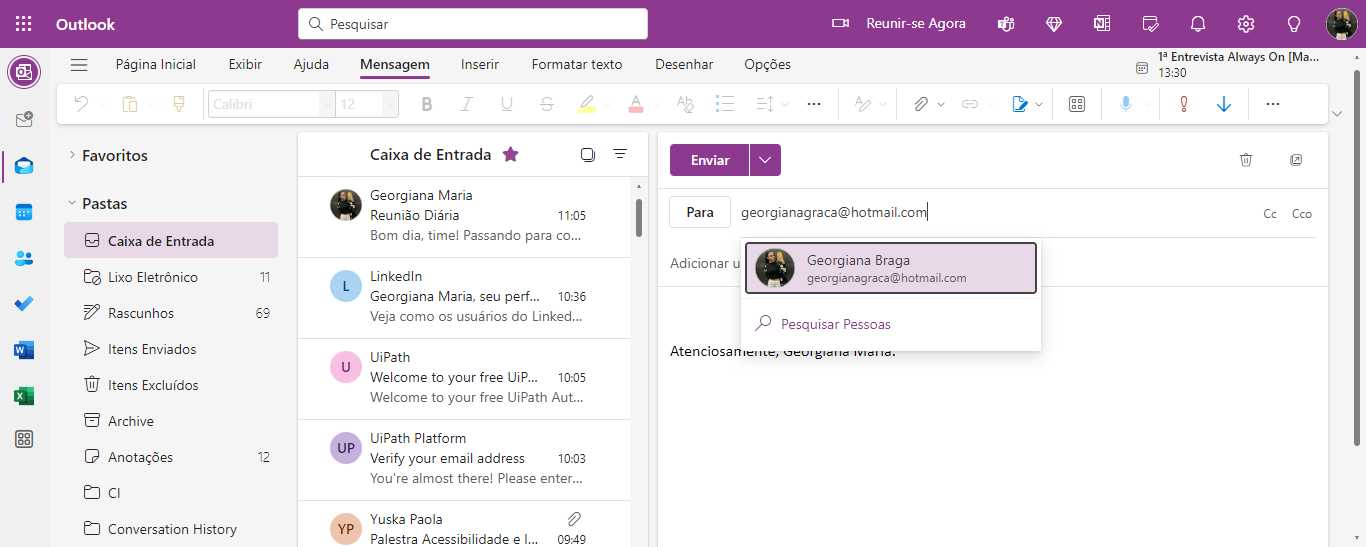 Outlook
Pesquisar
Reunir-se Agora
Página Inicial
Exibir
Ajuda
Mensagem
Inserir
Formatar texto
Desenhar
Opções
1ª Entrevista Always On [Ma...
13:30
Calibri
12
Favoritos
Pastas
Caixa de Entrada
Lixo Eletrônico 11
Rascunhos 69
Itens Enviados
Itens Excluídos
Archive
Anotações 12
CI
Conversation History
Caixa de Entrada
Georgiana Maria
Reunião Diária 11:05
Bom dia, time! Passando para co...
L
LinkedIn
Georgiana Maria, seu perf... 10:36
Veja como os usuários do Linked...
U
UiPath
Welcome to your free UiP... 10:05
Welcome to your free UiPath Aut...
UP
UiPath Platform
Verify your email address 10:03
You're almost there! Please enter...
YP
Yuska Paola
Palestra Acessibilidade e I... 09:49
Enviar
Para
georgianagraca@hotmail.com
Cc
Cco
Adicionar u
Georgiana Braga
georgianagraca@hotmail.com
Pesquisar Pessoas
Atenciosamente, Georgiana Maria.